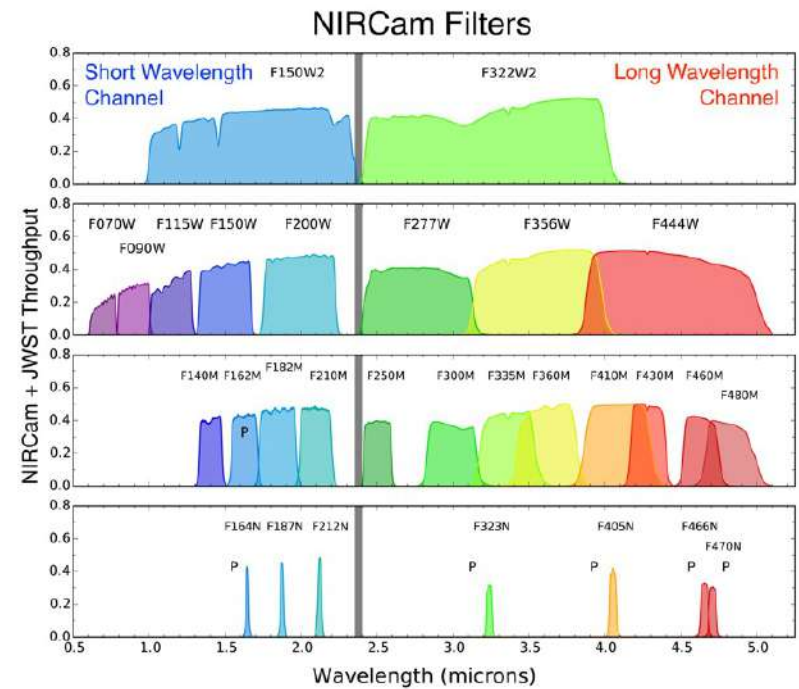 NIRCam Filters
Short Wavelength
Channel
F150W2
F322W2
Long Wavelength
Channel
0.8
0.6
0.4
0.2
0.0
F070W F115W F150W F200W F277W F356W F444W
F090W
0.8
0.6
0.4
0.2
0.0
F182M
F140M F162M F210M F250M F300M F335M F360M F410M F430M F460M
F480M
P
0.8
0.6
0.4
0.2
0.0
F164N F187N F212N F323N F405N F466N
F470N
P P P P P
0.8
0.6
0.4
0.2
0.0
NIRCam + JWST Throughput
0.5 1.0 1.5 2.0 2.5 3.0 3.5 4.0 4.5 5.0
Wavelength (microns)